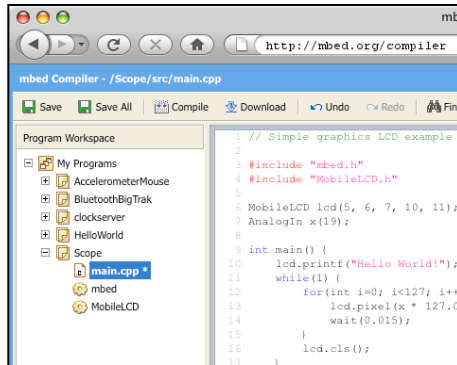 mb
http://mbed.org/compiler
mbed Compiler - /Scope/src/main.cpp
Save Save All Compile Download Undo Redo Fin
Program Workspace
My Programs
AccelerometerMouse
BluetoothBigTrak
clockserver
HelloWorld
Scope
main.cpp *
mbed
MobileLCD
1 // Simple graphics LCD example
2
3 #include "mbed.h"
4 #include "MobileLCD.h"
5
6 MobileLCD lcd(5, 6, 7, 10, 11);
7 AnalogIn x(19);
8
9 int main() {
10 lcd.printf("Hello World!");
11 while(1) {
12 for(int i=0; i<127; i++
13 lcd.pixel(x * 127.0
14 wait(0.015);
15 }
16 lcd.cls();
17 }